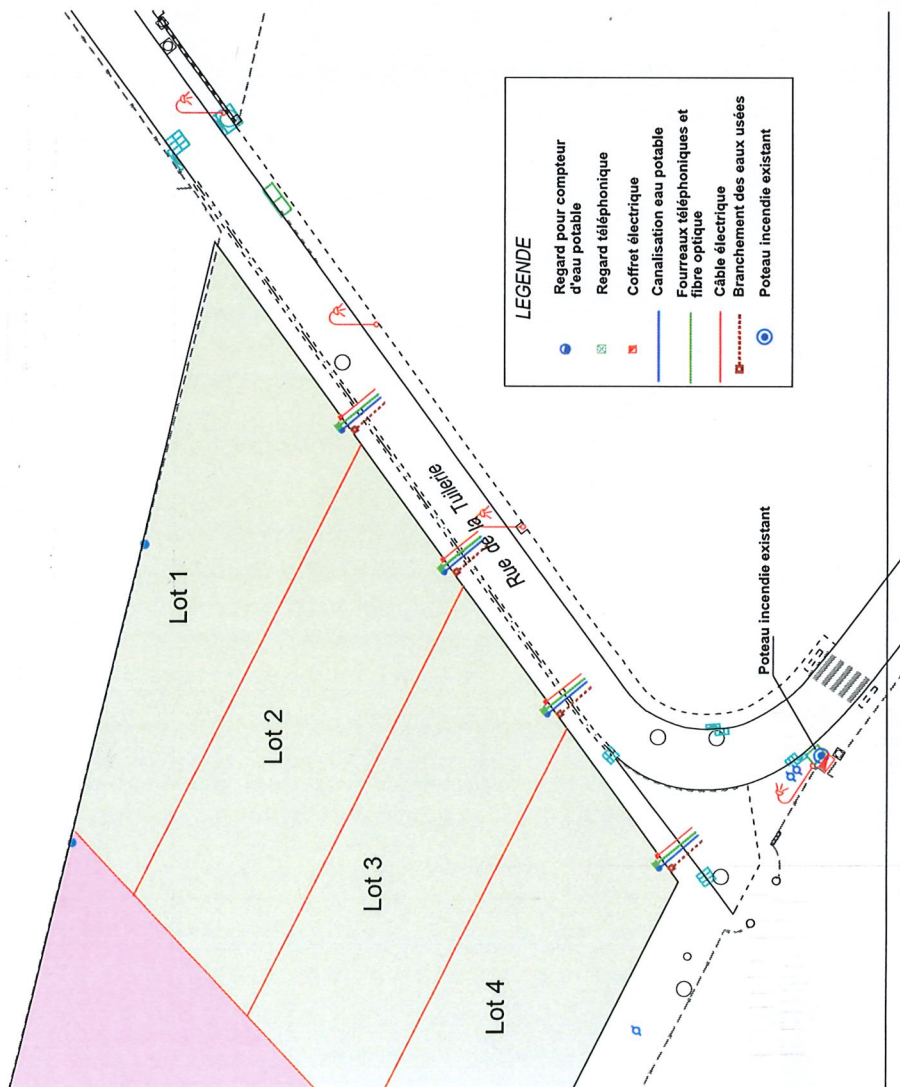 Lot 1
Lot 2
Lot 3
Lot 4
Rue de la Tuilerie
Poteau incendie existant
LEGENDE
Regard pour compteur
d'eau potable
Regard téléphonique
Coffret électrique
Canalisation eau potable
Fourreaux téléphoniques et
fibre optique
Câble électrique
Branchement des eaux usées
Poteau incendie existant